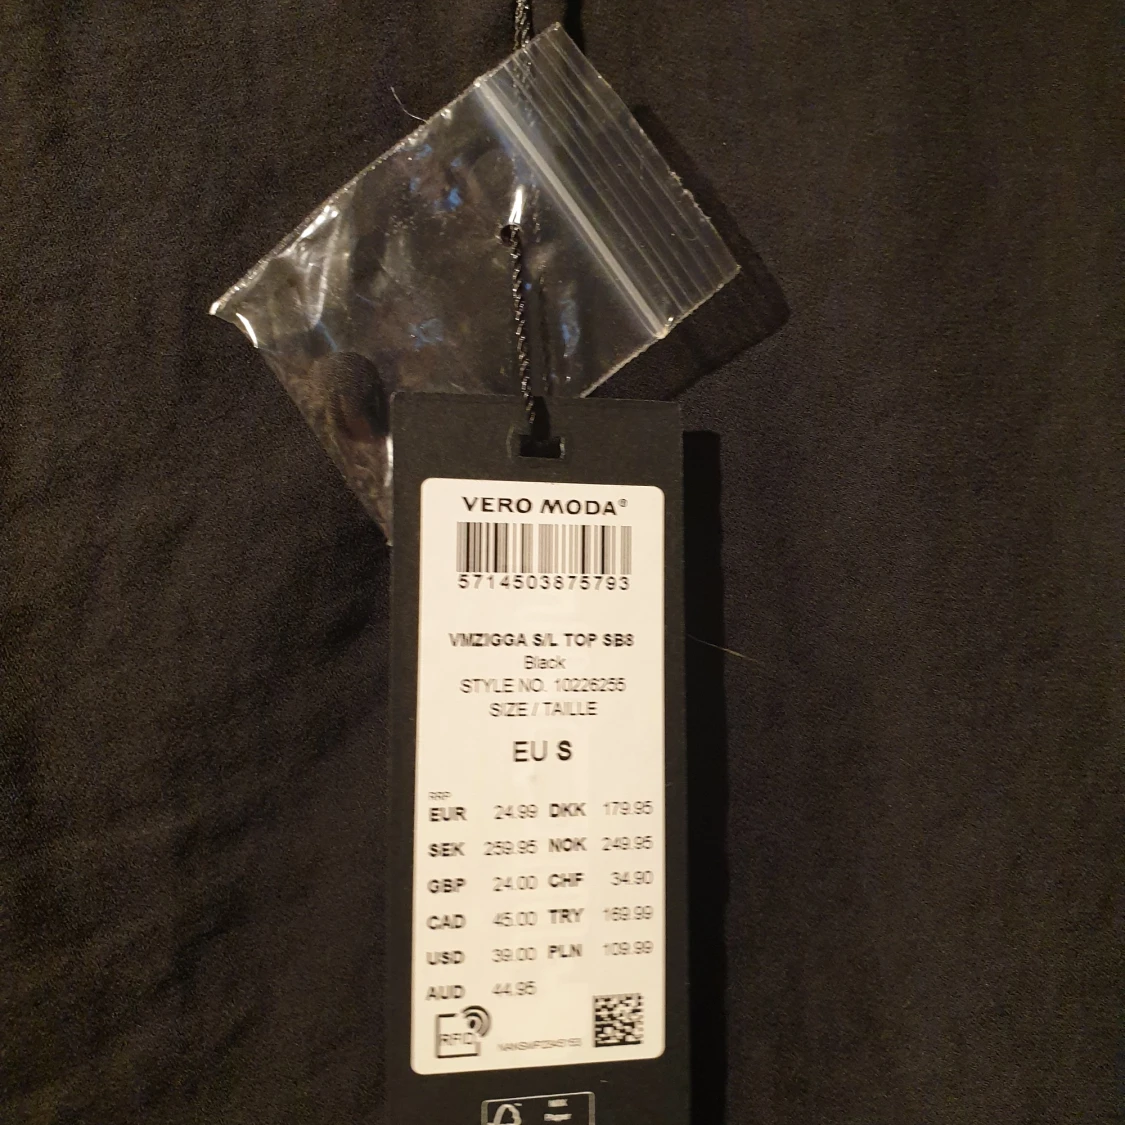 VERO MODA®
5714503875793
VMZIGGA S/L TOP SB8
Black
STYLE NO. 10226255
SIZE / TAILLE
EU S
RRP
EUR 24.99 DKK 179.95
SEK 259.95 NOK 249.95
GBP 24.00 CHF 34.90
CAD 45.00 TRY 169.99
USD 39.00 PLN 109.99
AUD 44.95
RFID